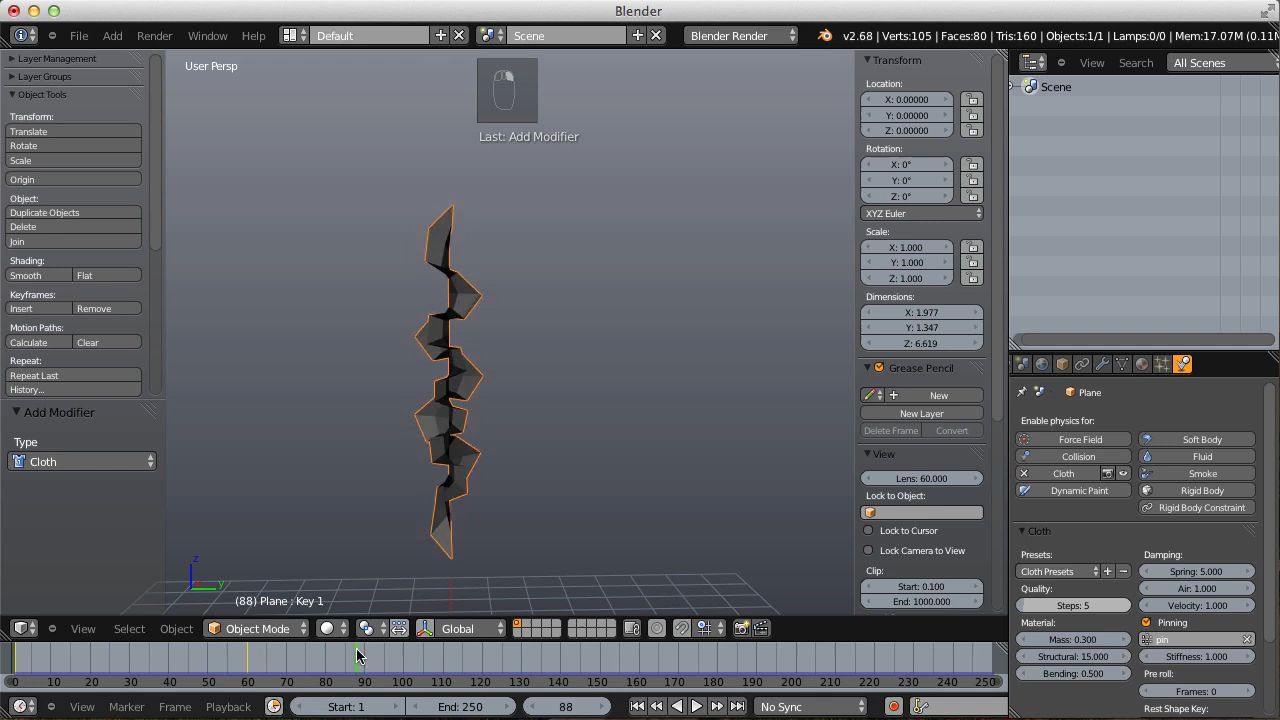 Blender
File Add Render Window Help Default Scene Blender Render v2.68 | Verts:105 | Faces:80 | Tris:160 | Objects:1/1 | Lamps:0/0 | Mem:17.07M (0.11M
Layer Management
Layer Groups
Object Tools
Transform:
Translate
Rotate
Scale
Origin
Object:
Duplicate Objects
Delete
Join
Shading:
Smooth Flat
Keyframes:
Insert Remove
Motion Paths:
Calculate Clear
Repeat:
Repeat Last
History...
Add Modifier
Type
Cloth
User Persp
Last: Add Modifier
z
y
(88) Plane : Key 1
Transform
Location:
X: 0.00000
Y: 0.00000
Z: 0.00000
Rotation:
X: 0°
Y: 0°
Z: 0°
XYZ Euler
Scale:
X: 1.000
Y: 1.000
Z: 1.000
Dimensions:
X: 1.977
Y: 1.347
Z: 6.619
Grease Pencil
New
New Layer
Delete Frame Convert
View
Lens: 60.000
Lock to Object:
Lock to Cursor
Lock Camera to View
Clip:
Start: 0.100
End: 1000.000
View Search All Scenes
Scene
Plane
Enable physics for:
Force Field Soft Body
Collision Fluid
Cloth Smoke
Dynamic Paint Rigid Body
Rigid Body Constraint
Cloth
Presets: Damping:
Cloth Presets Spring: 5.000
Quality: Air: 1.000
Steps: 5 Velocity: 1.000
Material: Pinning
Mass: 0.300 pin
Structural: 15.000 Stiffness: 1.000
Bending: 0.500 Pre roll:
Frames: 0
Rest Shape Key:
View Select Object Object Mode Global
0 10 20 30 40 50 60 70 80 90 100 110 120 130 140 150 160 170 180 190 200 210 220 230 240 250
View Marker Frame Playback Start: 1 End: 250 88 No Sync